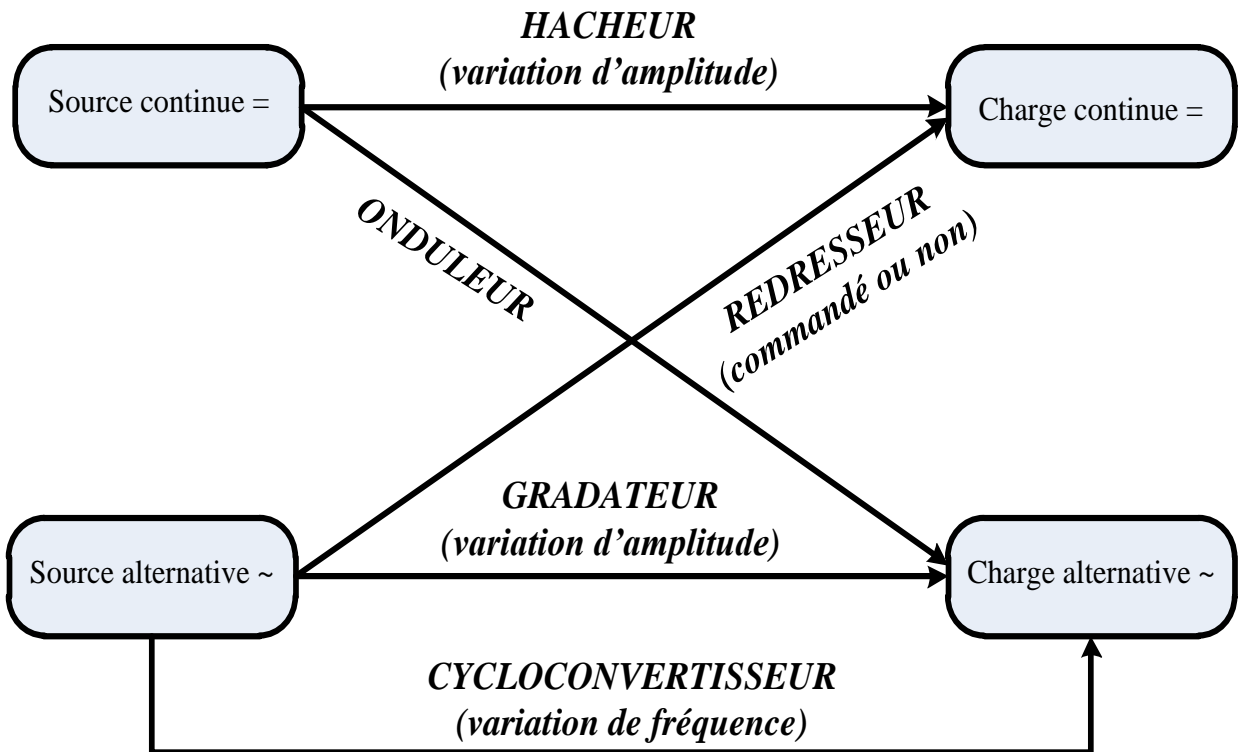 HACHEUR
(variation d’amplitude)
Source continue =
Charge continue =
ONDULEUR
REDRESSEUR
(commandé ou non)
GRADATEUR
(variation d’amplitude)
Source alternative ~
Charge alternative ~
CYCLOCONVERTISSEUR
(variation de fréquence)